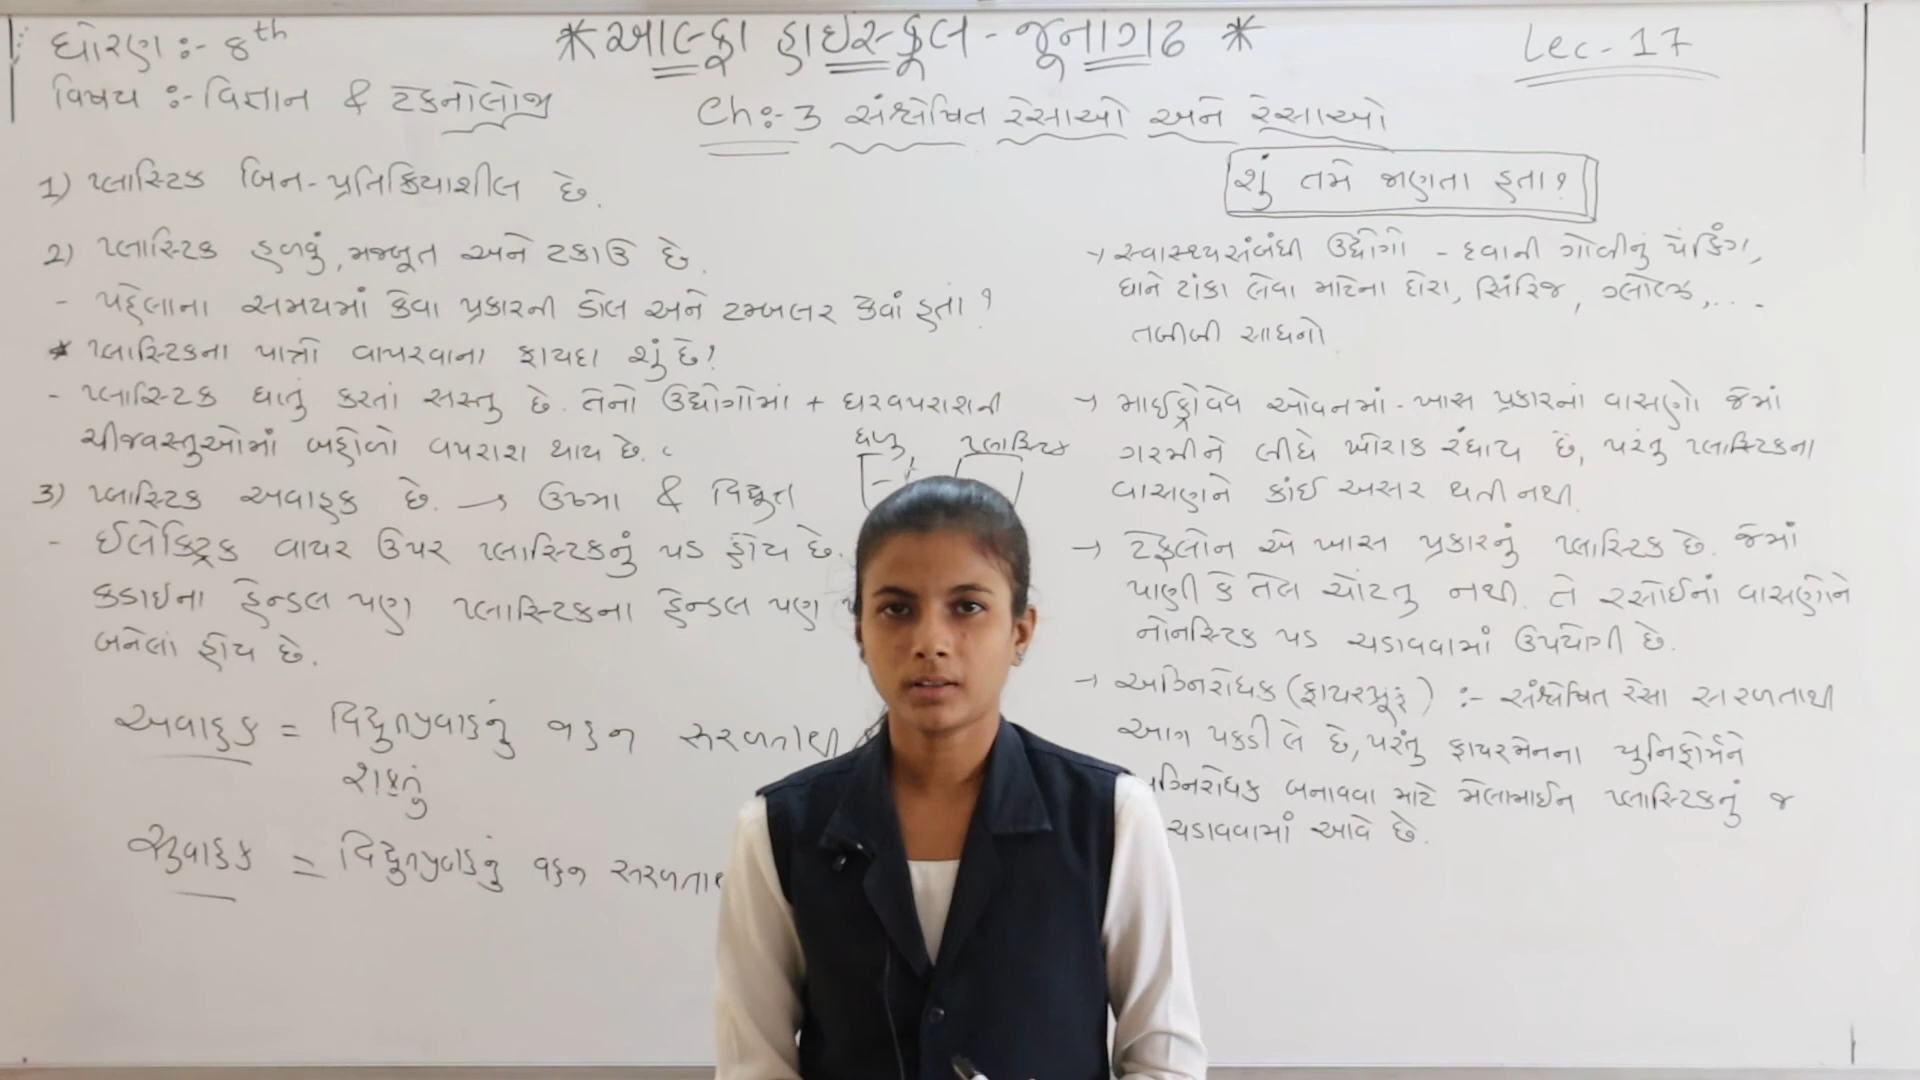 ધોરણ :- 8th
વિષય :- વિજ્ઞાન & ટેકનોલોજી
* આલ્ફા હાઇસ્કૂલ - જૂનાગઢ *
Lec - 17
Ch:- 3 સંશ્લેષિત રેસાઓ અને રેસાઓ
1) પ્લાસ્ટિક બિન-પ્રતિક્રિયાશીલ છે.
2) પ્લાસ્ટિક હળવું, મજબૂત અને ટકાઉ છે.
- પહેલાના સમયમાં કેવા પ્રકારની ડોલ અને ટમ્બલર કેવાં હતાં ?
* પ્લાસ્ટિકના પાત્રો વાપરવાના ફાયદા શું છે?
- પ્લાસ્ટિક ધાતું કરતાં સસ્તુ છે. તેનો ઉદ્યોગોમાં + ઘરવપરાશની
ચીજવસ્તુઓમાં બહોળો વપરાશ થાય છે.
ધાતુ પ્લાસ્ટિક
3) પ્લાસ્ટિક અવાહક છે. → ઉષ્મા & વિદ્યુત
- ઈલેક્ટ્રિક વાયર ઉપર પ્લાસ્ટિકનું પડ હોય છે.
કડાઇના હેન્ડલ પણ પ્લાસ્ટિકના હેન્ડલ પણ
બનેલાં હોય છે.
અવાહક = વિદ્યુતપ્રવાહનું વહન સરળતાથી
શકતું
સુવાહક = વિદ્યુતપ્રવાહનું વહન
શું તમે જાણતા હતા ?
→ સ્વાસ્થ્યસંબંધી ઉદ્યોગો - દવાની ગોળીનું પેકિંગ,
ઘાને ટાંકા લેવા માટેના દોરા, સિરિંજ, ગ્લોવ્ઝ,...
તબીબી સાધનો
→ માઈક્રોવેવ ઓવનમાં - ખાસ પ્રકારનાં વાસણો જેમાં
ગરમીને લીધે ખોરાક રંધાય છે, પરંતુ પ્લાસ્ટિકના
વાસણને કાંઈ અસર થતી નથી.
→ ટેફલોન એ ખાસ પ્રકારનું પ્લાસ્ટિક છે. જેમાં
પાણી કે તેલ ચોંટતુ નથી. તે રસોઈનાં વાસણોને
નોનસ્ટિક પડ ચડાવવામાં ઉપયોગી છે.
→ અગ્નિરોધક (ફાયરપ્રૂફ) :- સંશ્લેષિત રેસા સરળતાથી
આગ પકડી લે છે, પરંતુ ફાયરમેનના યુનિફોર્મને
અગ્નિરોધક બનાવવા માટે મેલામાઈન પ્લાસ્ટિકનું જ
ચડાવવામાં આવે છે.